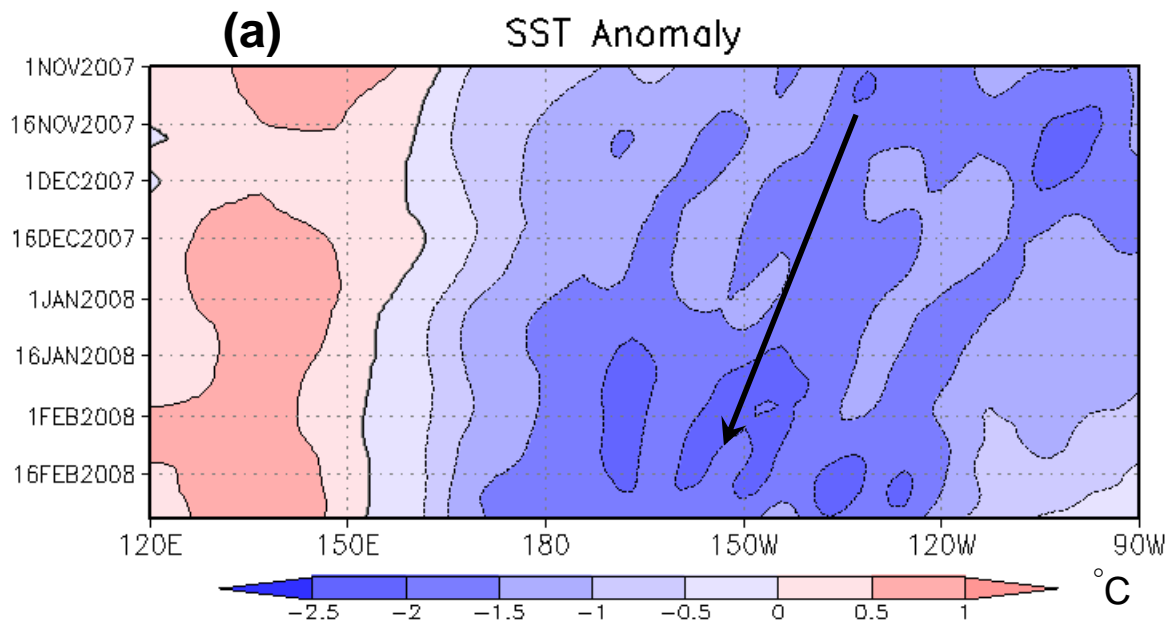 (a) SST Anomaly
1NOV2007
16NOV2007
1DEC2007
16DEC2007
1JAN2008
16JAN2008
1FEB2008
16FEB2008
120E 150E 180 150W 120W 90W
−2.5 −2 −1.5 −1 −0.5 0 0.5 1 °C